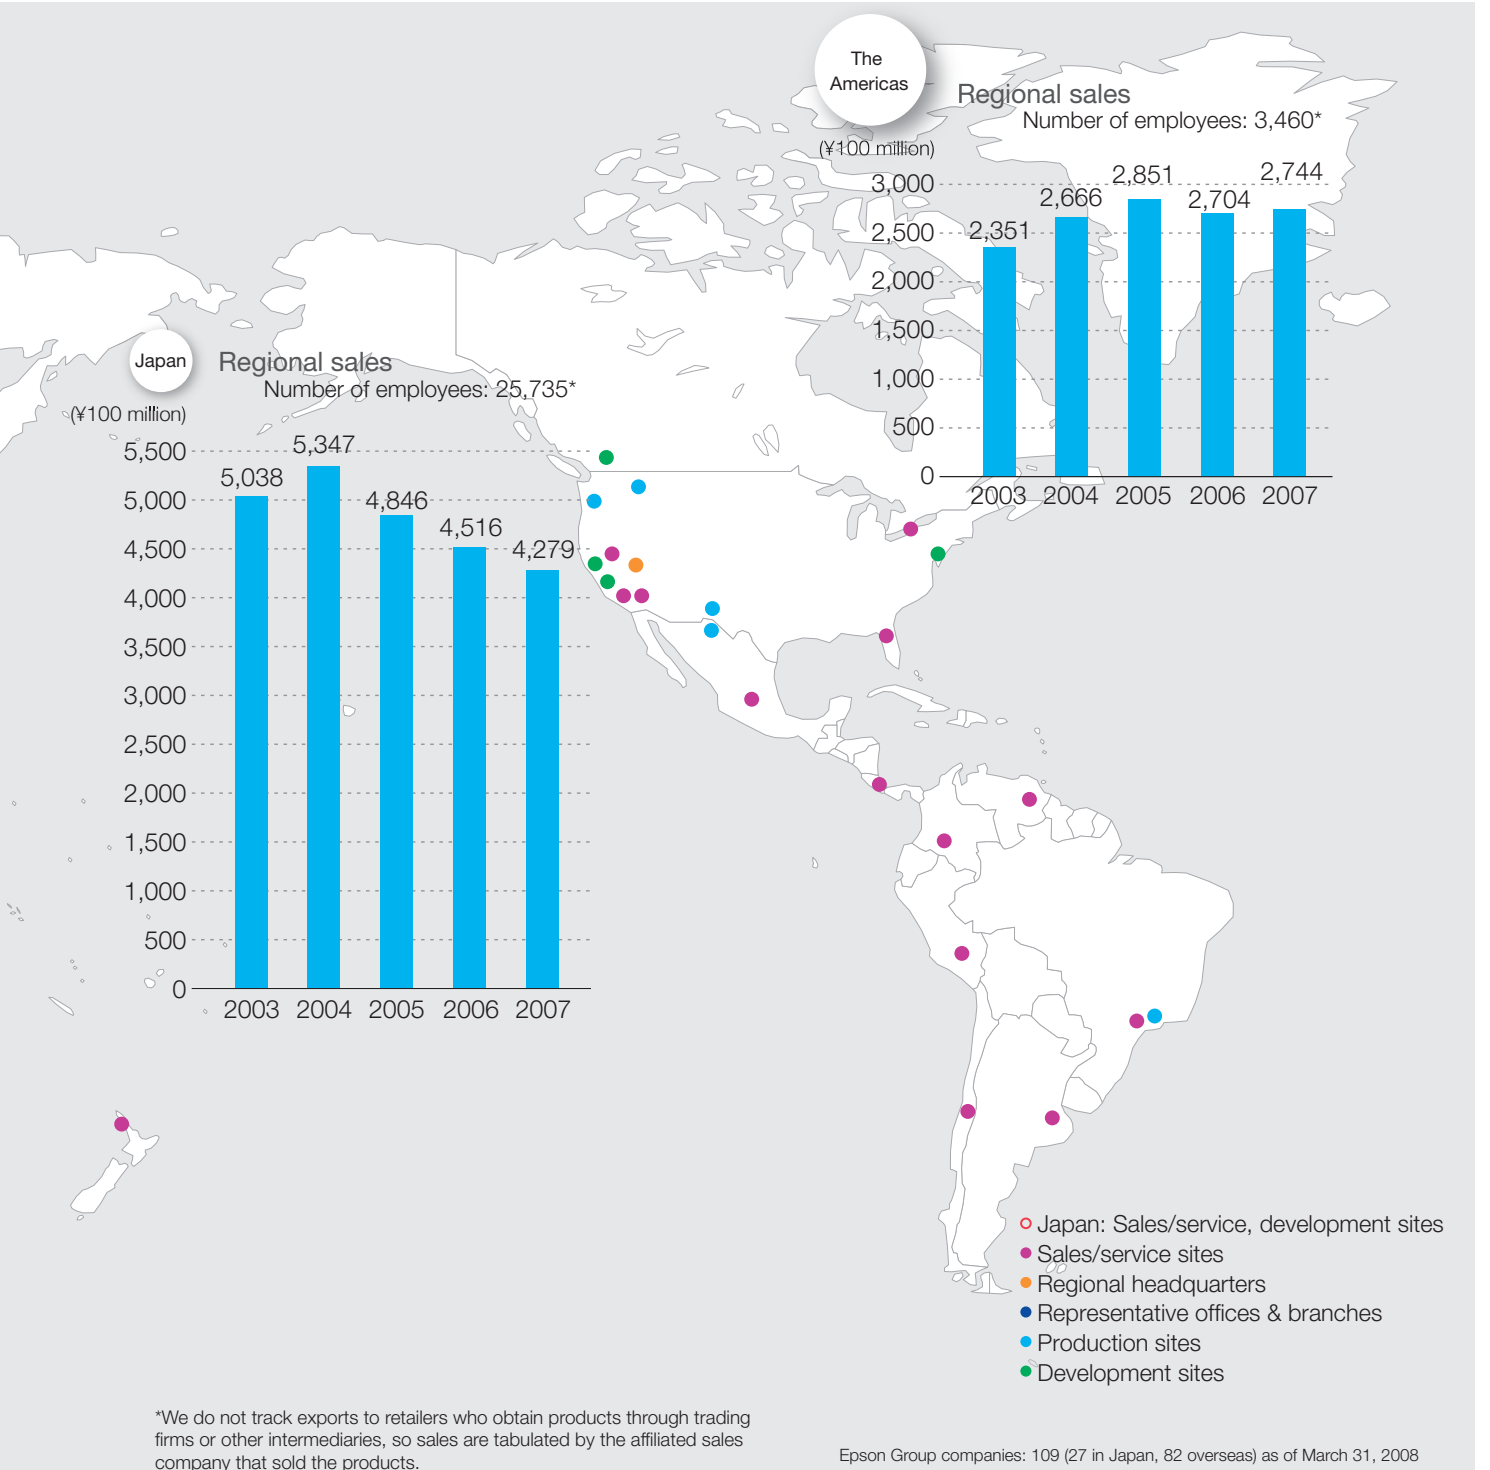 The
Americas
Regional sales
Number of employees: 3,460*
(¥100 million)
3,000
2,500
2,000
1,500
1,000
500
0
2,351
2,666
2,851
2,704
2,744
2003 2004 2005 2006 2007
Japan
Regional sales
Number of employees: 25,735*
(¥100 million)
5,500
5,000
4,500
4,000
3,500
3,000
2,500
2,000
1,500
1,000
500
0
5,038
5,347
4,846
4,516
4,279
2003 2004 2005 2006 2007
Japan: Sales/service, development sites
Sales/service sites
Regional headquarters
Representative offices & branches
Production sites
Development sites
*We do not track exports to retailers who obtain products through trading
firms or other intermediaries, so sales are tabulated by the affiliated sales
company that sold the products.
Epson Group companies: 109 (27 in Japan, 82 overseas) as of March 31, 2008